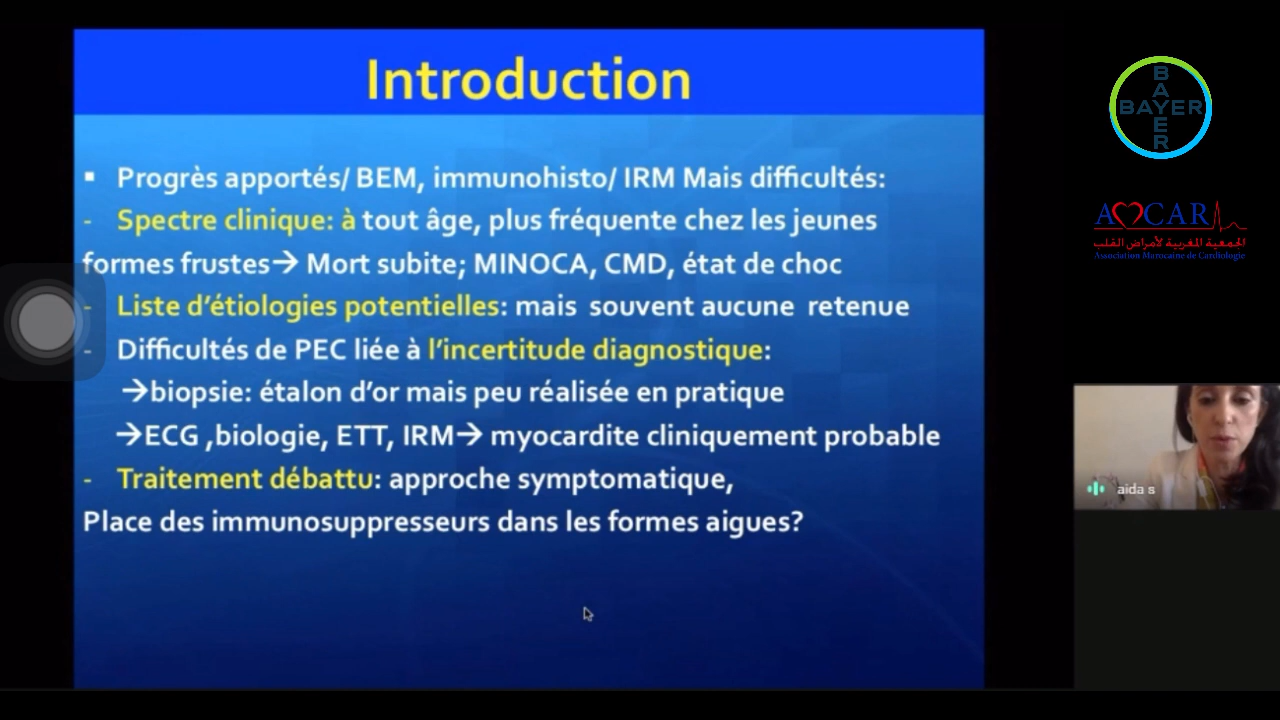 Introduction
▪ Progrès apportés/ BEM, immunohisto/ IRM Mais difficultés:
- Spectre clinique: à tout âge, plus fréquente chez les jeunes
formes frustes→ Mort subite; MINOCA, CMD, état de choc
- Liste d’étiologies potentielles: mais souvent aucune retenue
- Difficultés de PEC liée à l’incertitude diagnostique:
→biopsie: étalon d’or mais peu réalisée en pratique
→ECG ,biologie, ETT, IRM→ myocardite cliniquement probable
- Traitement débattu: approche symptomatique,
Place des immunosuppresseurs dans les formes aigues?
BAYER
BAYER
AMCAR
الجمعية المغربية لأمراض القلب
Association Marocaine de Cardiologie
aida s